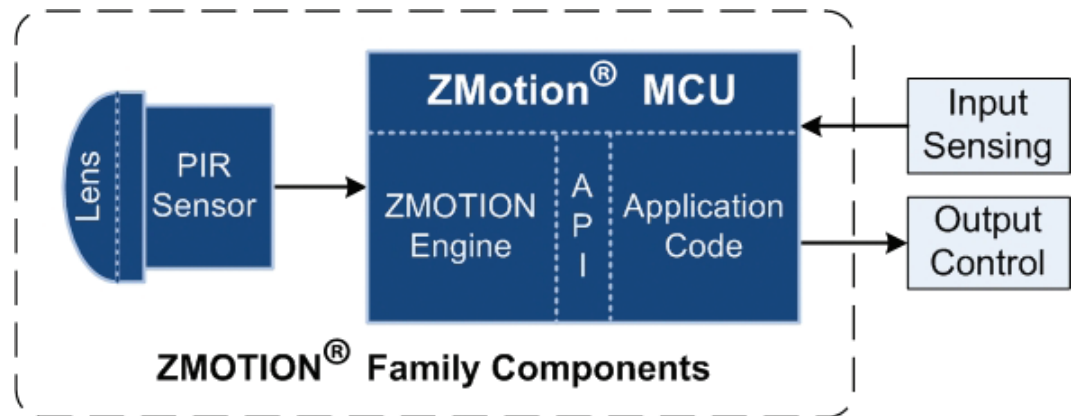 ZMotion® MCU
Lens
PIR
Sensor
ZMOTION
Engine
A
P
I
Application
Code
Input
Sensing
Output
Control
ZMOTION® Family Components